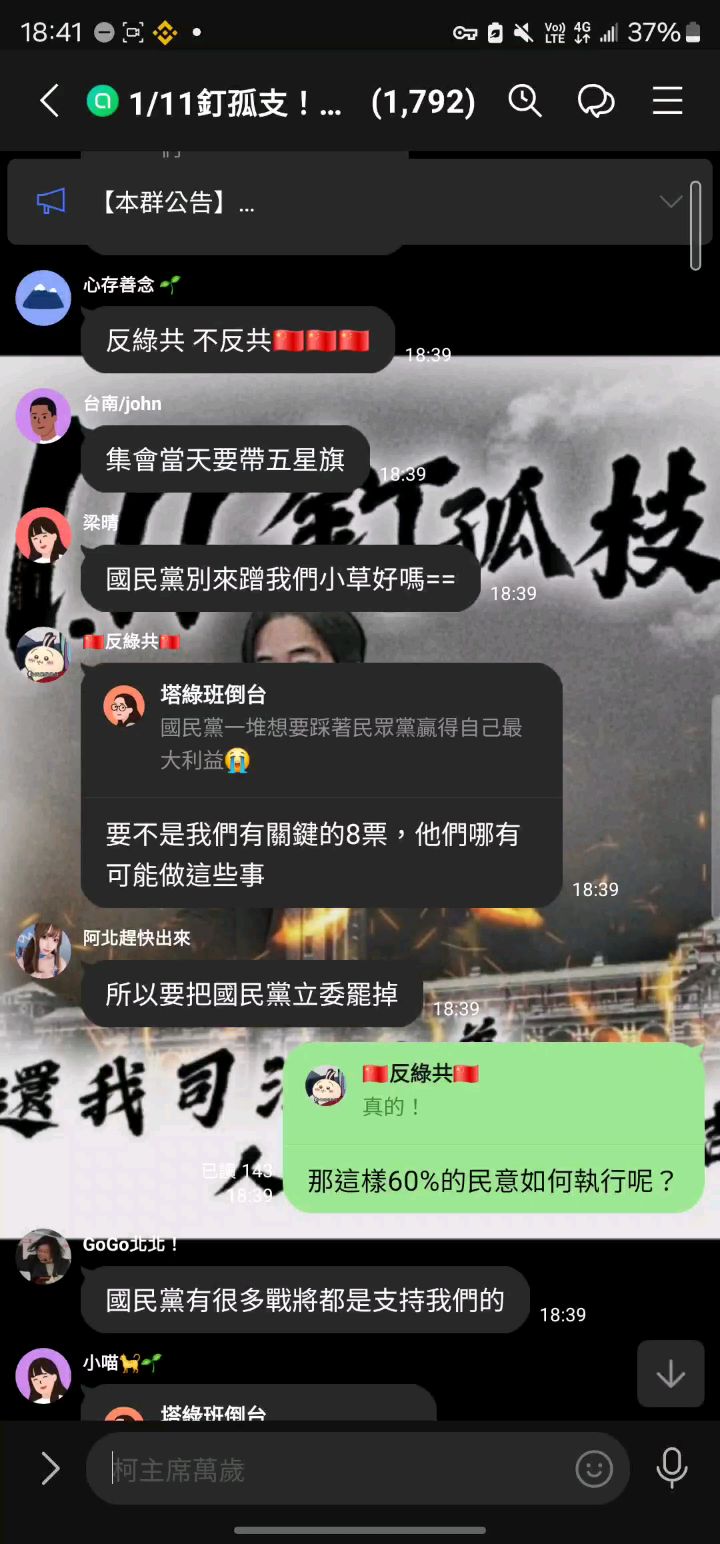 18:41
Vo))
LTE
4G
37%
1/11釘孤支！... (1,792)
【本群公告】...
心存善念🌱
反綠共 不反共🇨🇳🇨🇳🇨🇳
18:39
台南/john
集會當天要帶五星旗
18:39
釘孤枝
梁晴
國民黨別來蹭我們小草好嗎==
18:39
🇨🇳反綠共🇨🇳
塔綠班倒台
國民黨一堆想要踩著民眾黨贏得自己最
大利益😭
要不是我們有關鍵的8票，他們哪有
可能做這些事
18:39
阿北趕快出來
所以要把國民黨立委罷掉
18:39
還我司
🇨🇳反綠共🇨🇳
真的！
那這樣60%的民意如何執行呢？
已讀 143
18:39
GoGo北北！
國民黨有很多戰將都是支持我們的
18:39
小喵🐈🌱
塔綠班倒台
柯主席萬歲